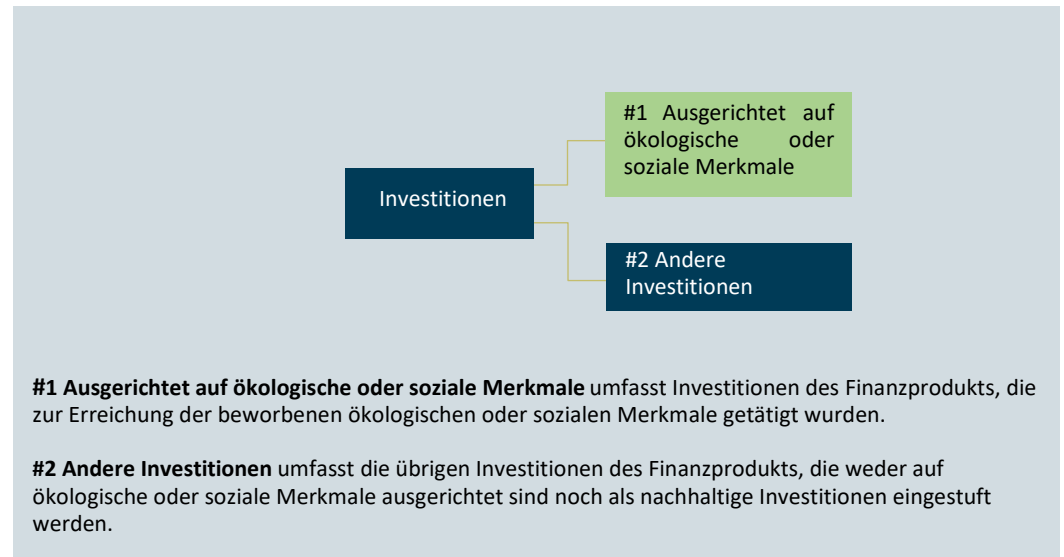 #1 Ausgerichtet auf
ökologische oder
soziale Merkmale
Investitionen
#2 Andere
Investitionen
#1 Ausgerichtet auf ökologische oder soziale Merkmale umfasst Investitionen des Finanzprodukts, die
zur Erreichung der beworbenen ökologischen oder sozialen Merkmale getätigt wurden.
#2 Andere Investitionen umfasst die übrigen Investitionen des Finanzprodukts, die weder auf
ökologische oder soziale Merkmale ausgerichtet sind noch als nachhaltige Investitionen eingestuft
werden.